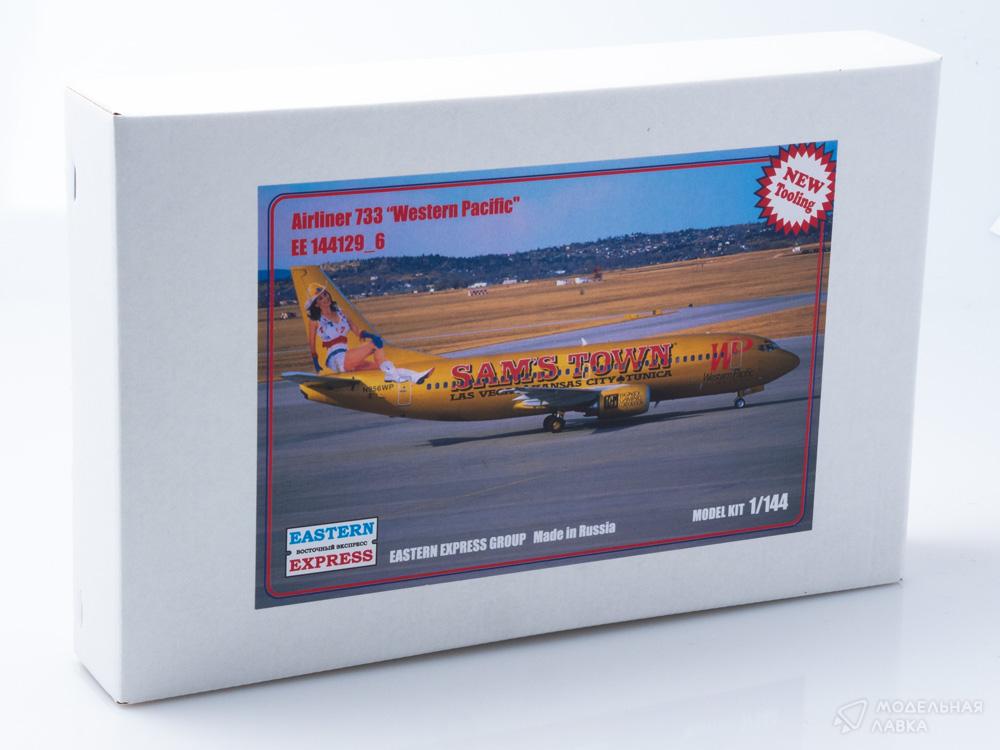 NEW
Tooling
Airliner 733 "Western Pacific"
EE 144129_6
SAM'S TOWN
LAS VEGAS KANSAS CITY♠TUNICA
WP
Western Pacific
N956WP
EASTERN
ВОСТОЧНЫЙ ЭКСПРЕСС
EXPRESS
EASTERN EXPRESS GROUP Made in Russia
MODEL KIT 1/144
МОДЕЛЬНАЯ
ЛАВКА